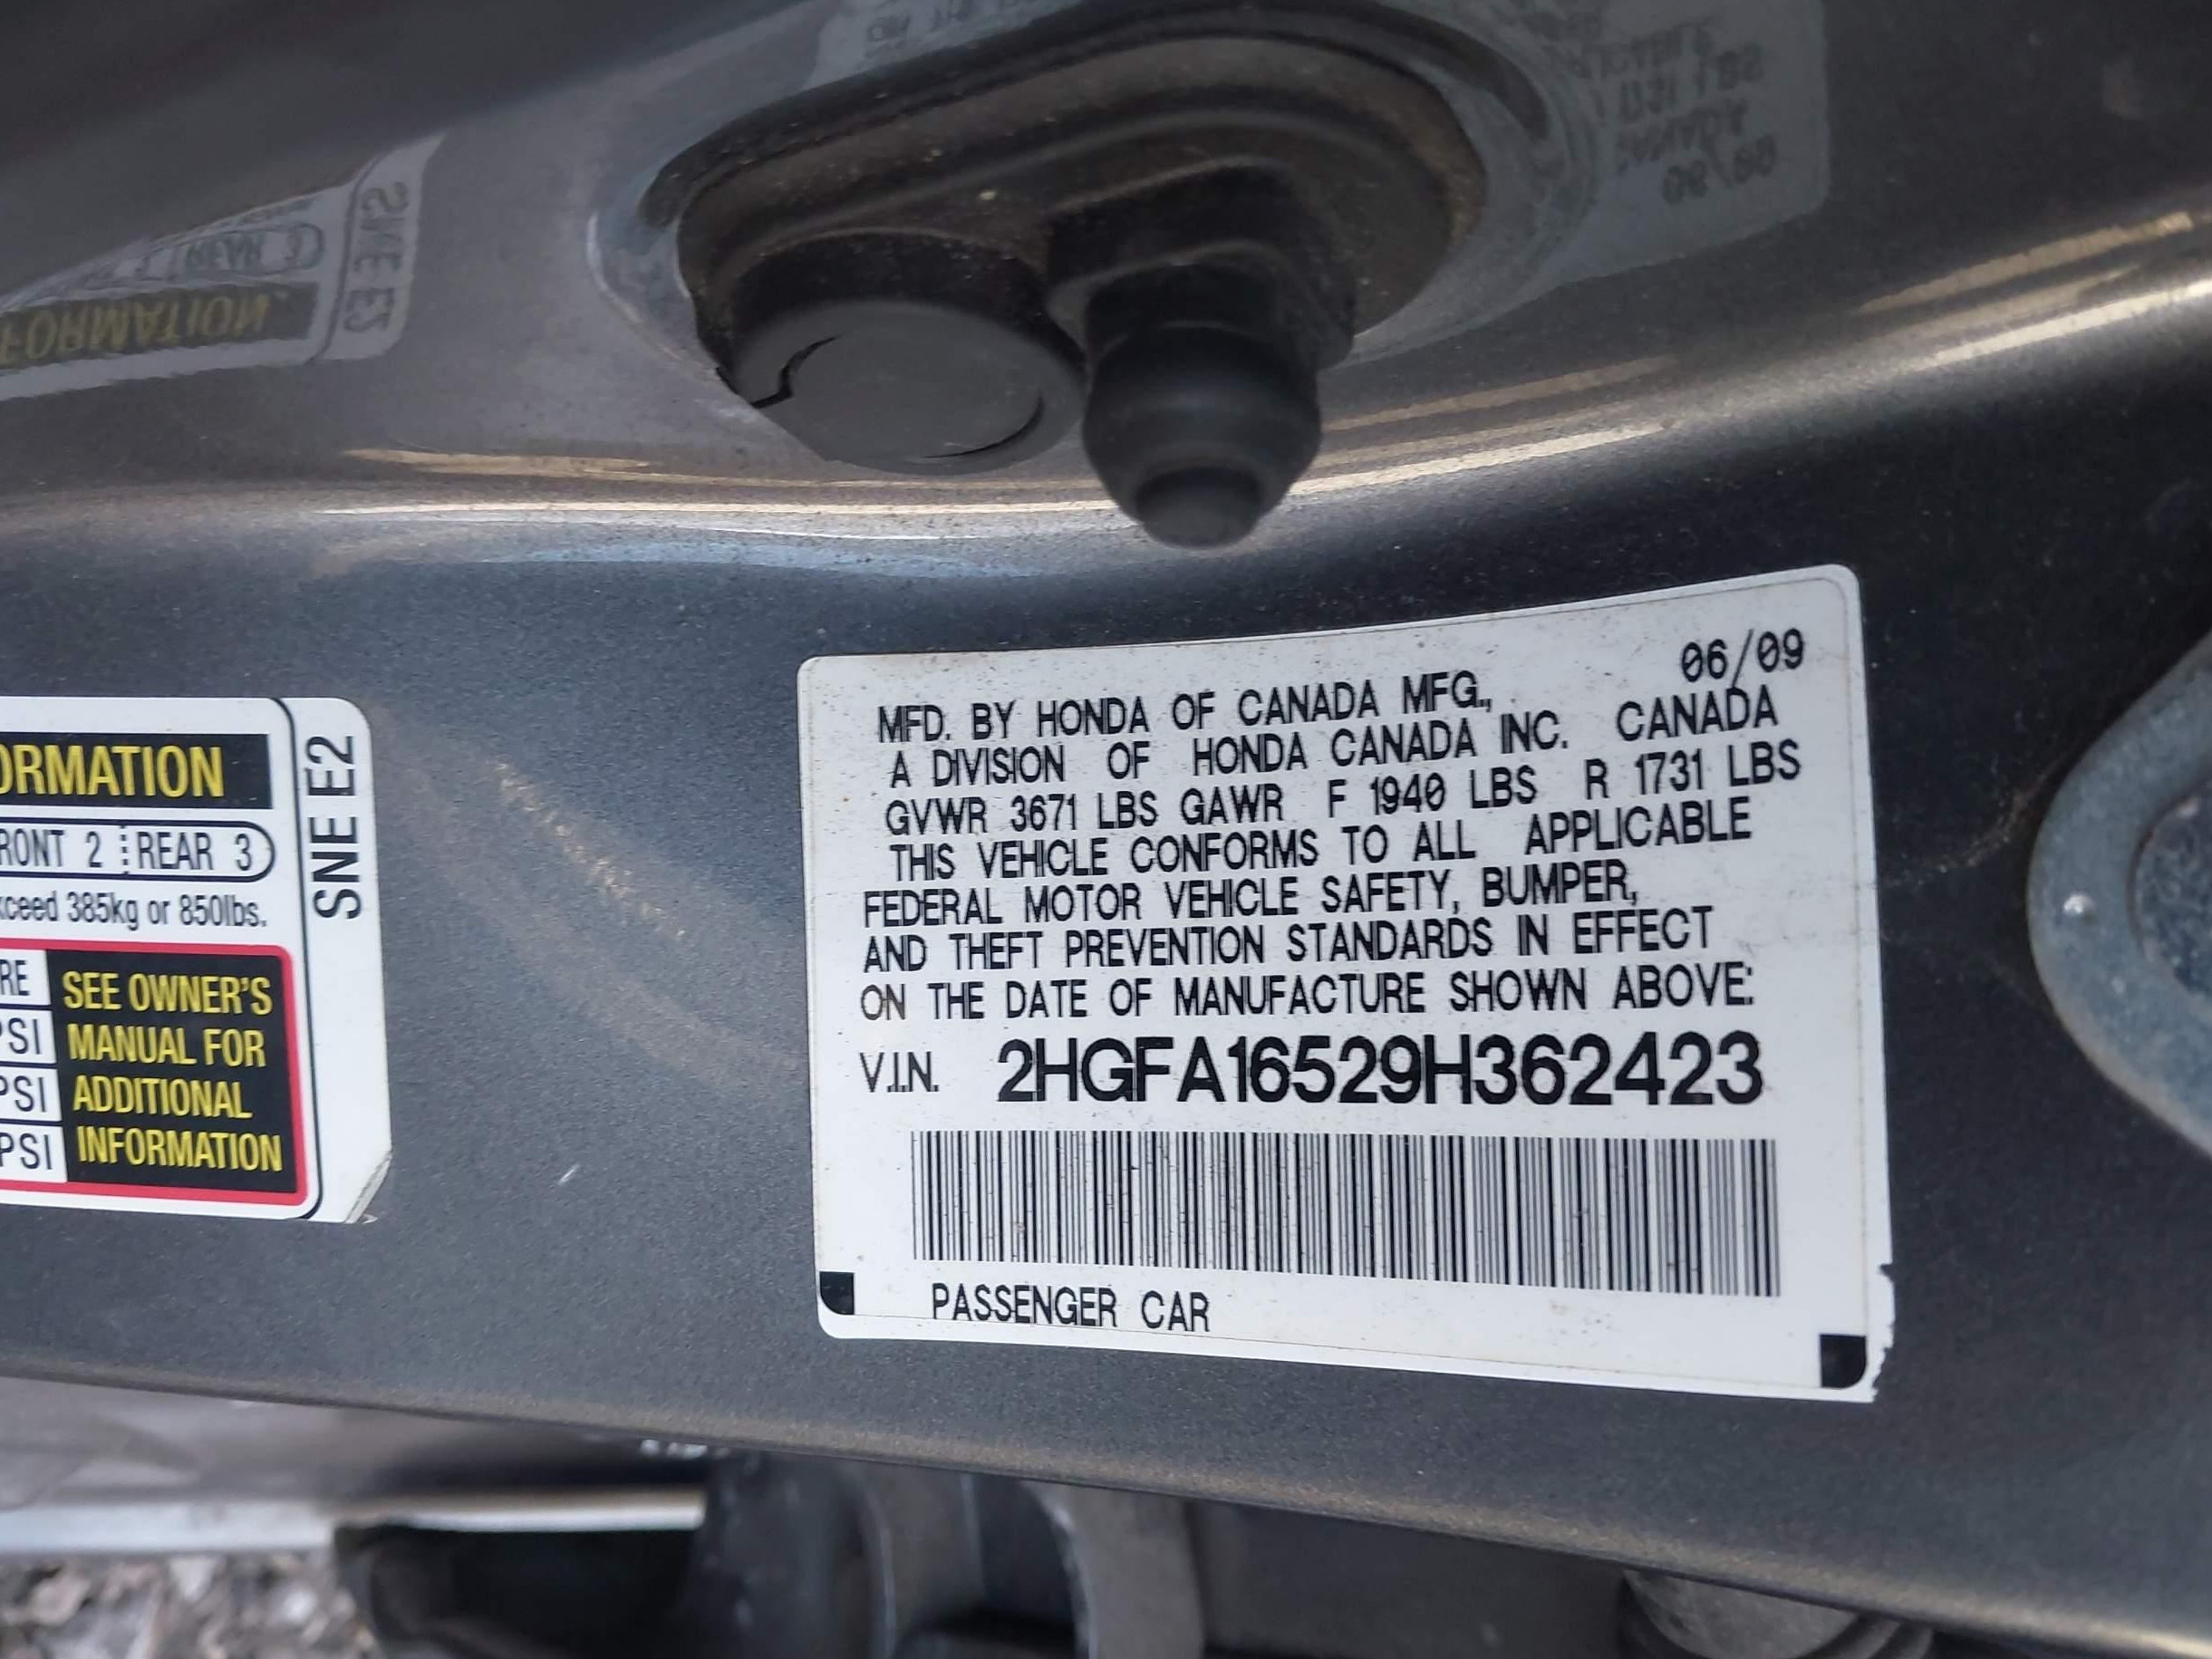 ORMATION
RONT 2 REAR 3
xceed 385kg or 850lbs.
RE
PSI
PSI
PSI
SEE OWNER'S
MANUAL FOR
ADDITIONAL
INFORMATION
SNE E2
06/09
MFD. BY HONDA OF CANADA MFG.,
A DIVISION OF HONDA CANADA INC. CANADA
GVWR 3671 LBS GAWR F 1940 LBS R 1731 LBS
THIS VEHICLE CONFORMS TO ALL APPLICABLE
FEDERAL MOTOR VEHICLE SAFETY, BUMPER,
AND THEFT PREVENTION STANDARDS IN EFFECT
ON THE DATE OF MANUFACTURE SHOWN ABOVE:
V.I.N. 2HGFA16529H362423
PASSENGER CAR